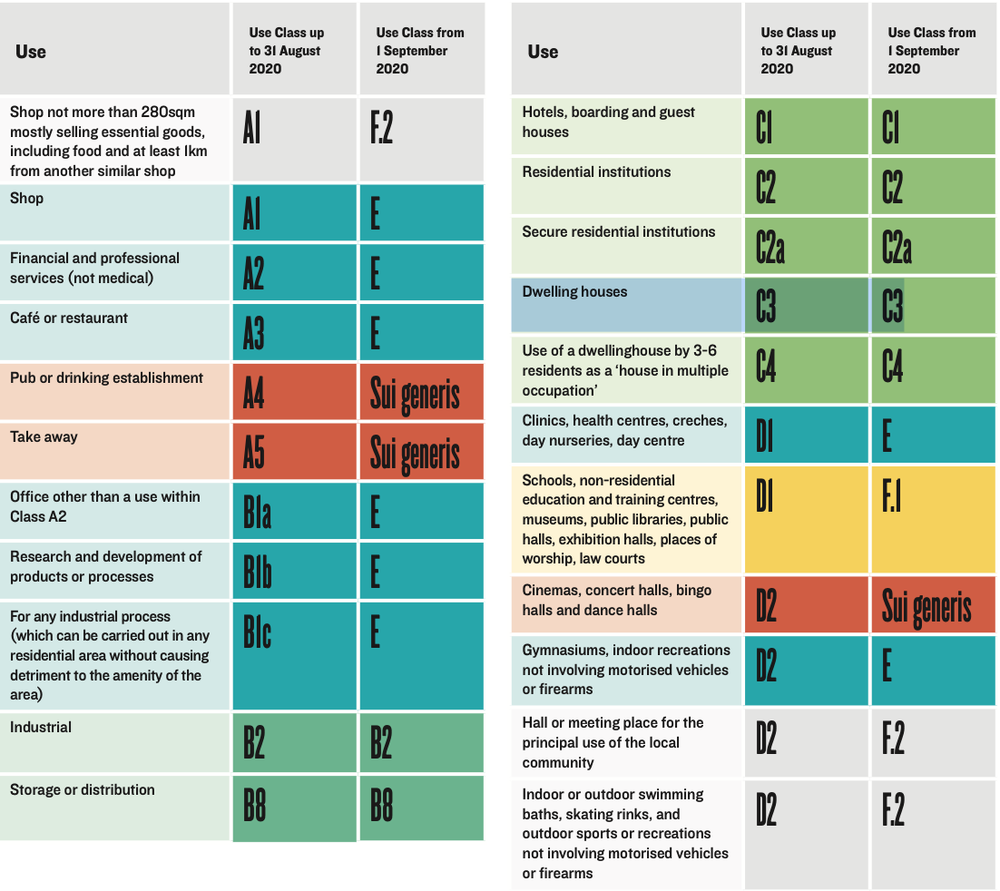 Use
Use Class up
to 31 August
2020
Use Class from
1 September
2020
Shop not more than 280sqm
mostly selling essential goods,
including food and at least 1km
from another similar shop
A1
F.2
Shop
A1
E
Financial and professional
services (not medical)
A2
E
Café or restaurant
A3
E
Pub or drinking establishment
A4
Sui generis
Take away
A5
Sui generis
Office other than a use within
Class A2
B1a
E
Research and development of
products or processes
B1b
E
For any industrial process
(which can be carried out in any
residential area without causing
detriment to the amenity of the
area)
B1c
E
Industrial
B2
B2
Storage or distribution
B8
B8
Use
Use Class up
to 31 August
2020
Use Class from
1 September
2020
Hotels, boarding and guest
houses
C1
C1
Residential institutions
C2
C2
Secure residential institutions
C2a
C2a
Dwelling houses
C3
C3
Use of a dwellinghouse by 3-6
residents as a ‘house in multiple
occupation’
C4
C4
Clinics, health centres, creches,
day nurseries, day centre
D1
E
Schools, non-residential
education and training centres,
museums, public libraries, public
halls, exhibition halls, places of
worship, law courts
D1
F.1
Cinemas, concert halls, bingo
halls and dance halls
D2
Sui generis
Gymnasiums, indoor recreations
not involving motorised vehicles
or firearms
D2
E
Hall or meeting place for the
principal use of the local
community
D2
F.2
Indoor or outdoor swimming
baths, skating rinks, and
outdoor sports or recreations
not involving motorised vehicles
or firearms
D2
F.2